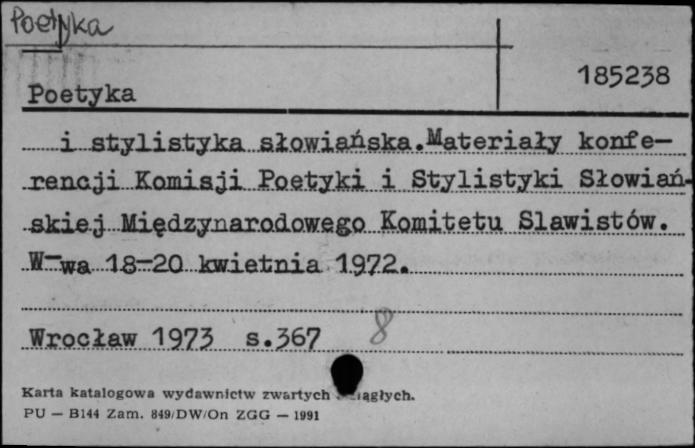 Poetyka
185238
Poetyka
i stylistyka słowiańska.Materiały konfe-
rencji Komisji Poetyki i Stylistyki Słowiań-
skiej Międzynarodowego Komitetu Slawistów.
W-wa 18-20 kwietnia 1972.
Wrocław 1973 s.367 8
Karta katalogowa wydawnictw zwartych
PU — B144 Zam. 849/DW/On ZGG — 1991